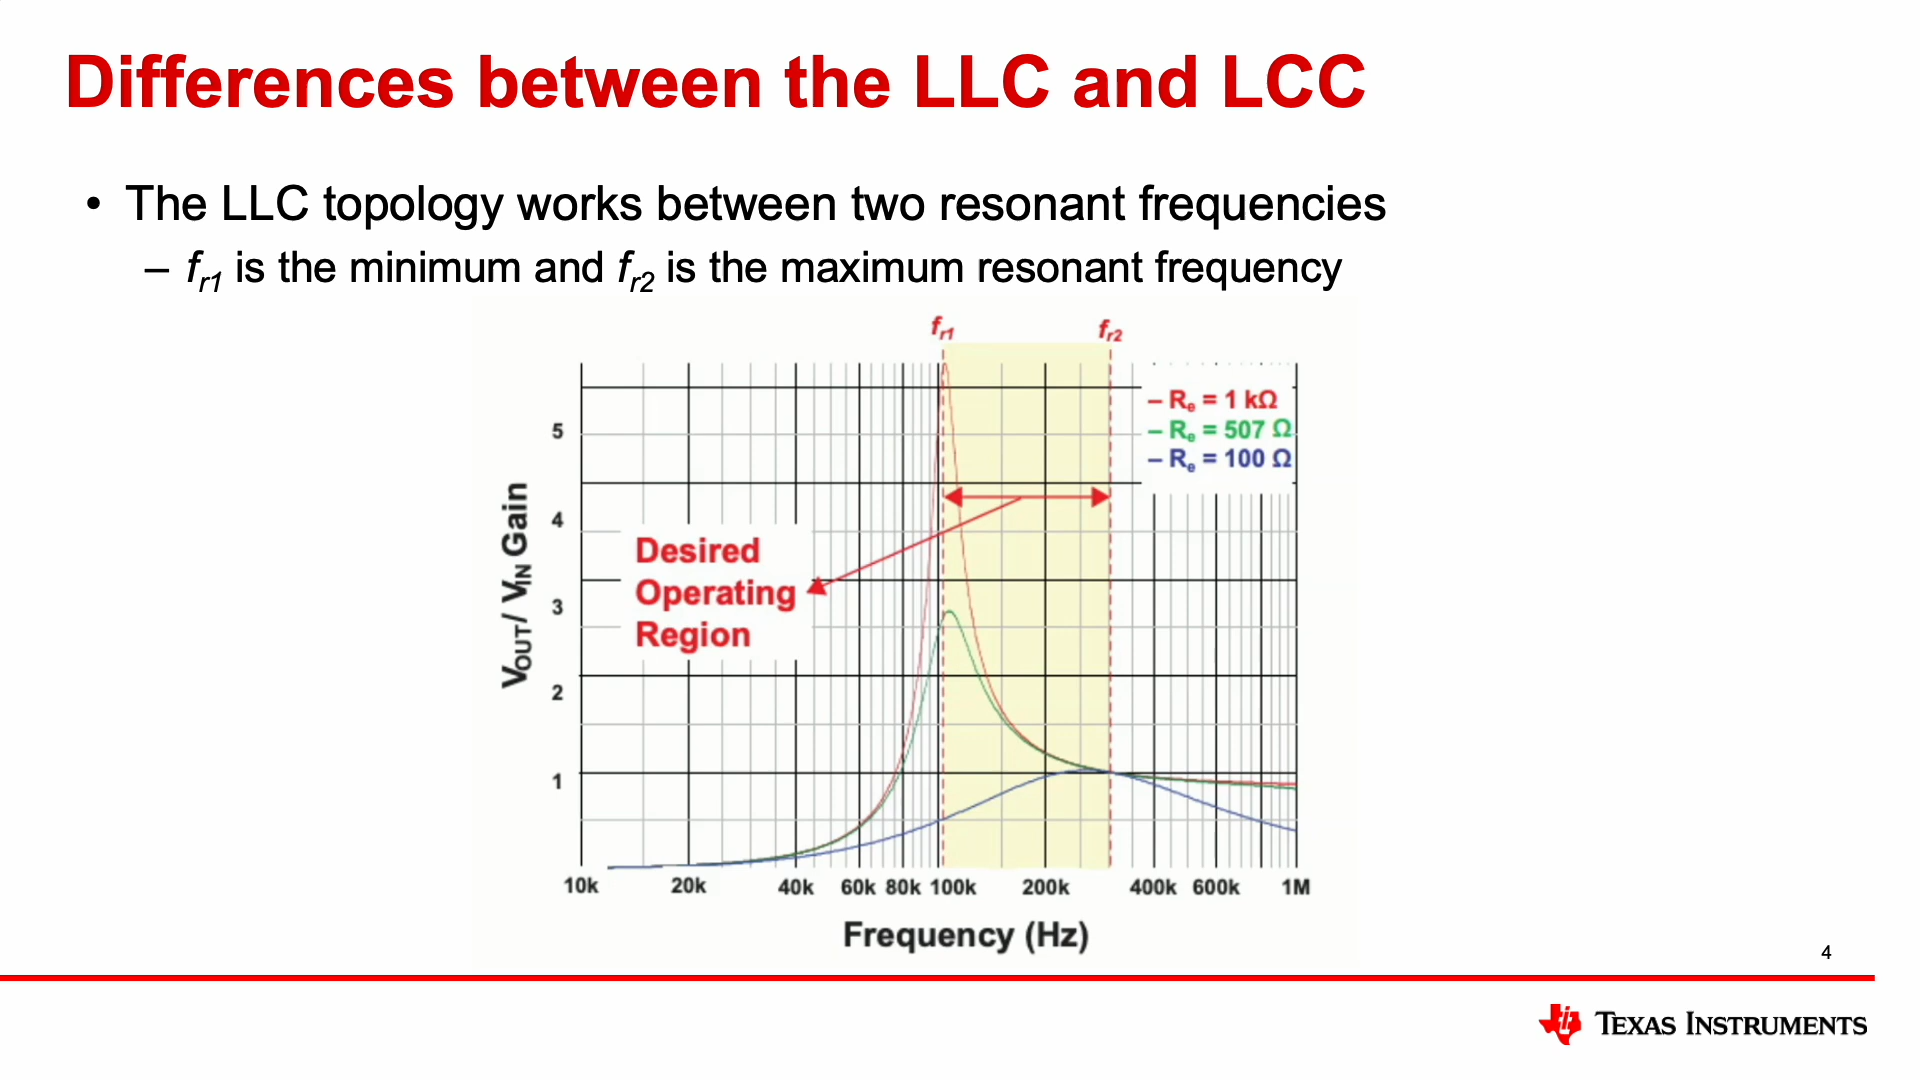 Differences between the LLC and LCC
• The LLC topology works between two resonant frequencies
– fr1 is the minimum and fr2 is the maximum resonant frequency
fr1 fr2
– Re = 1 kΩ
– Re = 507 Ω
– Re = 100 Ω
5
4
3
2
1
VOUT/ VIN Gain
Desired
Operating
Region
10k 20k 40k 60k 80k 100k 200k 400k 600k 1M
Frequency (Hz)
4
TEXAS INSTRUMENTS